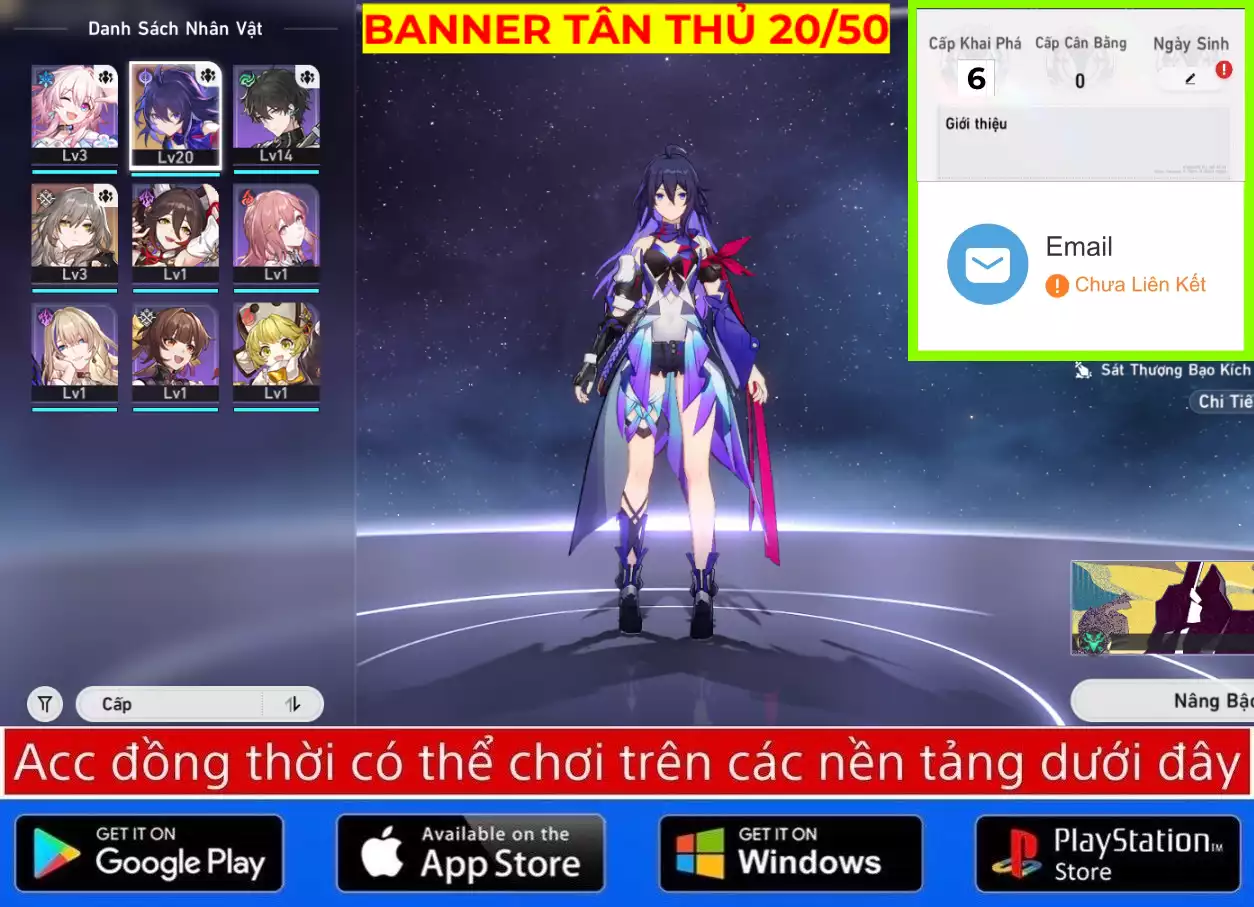 Danh Sách Nhân Vật
BANNER TÂN THỦ 20/50
Cấp Khai Phá
Cấp Cân Bằng
Ngày Sinh
6
0
Giới thiệu
Email
Chưa Liên Kết
Lv3
Lv20
Lv14
Lv3
Lv1
Lv1
Lv1
Lv1
Lv1
Sát Thương Bạo Kích
Chi Tiế
Cấp
Nâng Bậc
Acc đồng thời có thể chơi trên các nền tảng dưới đây
GET IT ON
Google Play
Available on the
App Store
GET IT ON
Windows
PlayStation™
Store